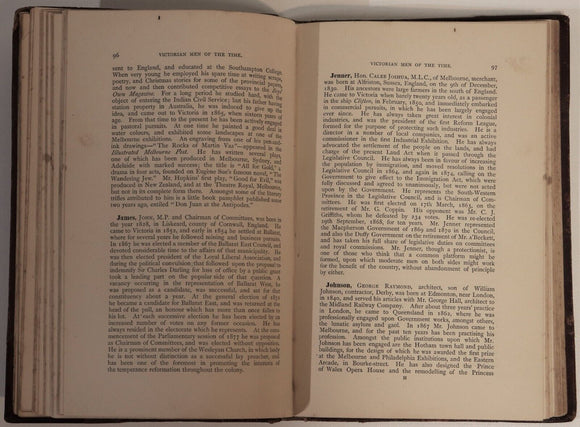 96
VICTORIAN MEN OF THE TIME.
sent to England, and educated at the Southampton College.
When very young he employed his spare time at writing scraps,
poetry, and Christmas stories for some of the provincial papers,
and now and then contributed competitive essays to the Boys'
Own Magazine. For a long period he studied hard, with the
object of entering the Indian Civil Service; but his father having
station property in Australia, he was induced to give up the
idea, and came out to Victoria in 1865, when sixteen years of
age. From that time to the present he has been actively engaged
in pastoral pursuits. At one time he painted a good deal in
water colours, and exhibited some landscapes at one of the
academies. An engraving from one of his pen-and-
ink drawings—"The Rocks of Martin Vas"—appeared in the
Illustrated Melbourne Post. He has written several plays,
one of which been produced in Melbourne, Sydney, and
Adelaide with marked success; the title is "All for Gold," a
drama in four acts, founded on Eugène Sue's famous novel, "The
Wandering Jew." Mr. Hopkins' first play, "Good for Evil," was
produced in New Zealand, and at the Theatre Royal, Melbourne,
but not in its complete form there. Amongst some of the literary
trifles attributed to him is a little book pamphlet published some
two years ago, entitled "Don Juan at the Antipodes."
James, JOHN, M.P. and Chairman of Committees, was born in
the year 1828, in Liskeard, county of Cornwall, England. He
came to Victoria in 1852, and early in 1854 he settled at Ballarat,
where for several years he followed mining and business pursuits.
In 1862 he was elected a member of the Ballarat East Council, and
devoted considerable time to the affairs of that municipality. He
was then elected president of the Local Liberal Association, and
during the political convulsion that followed upon the proposal to
indemnify Sir Charles Darling for loss of office by a public grant
took a leading part on the popular side of that question. A
vacancy occurring in the representation of Ballarat West, he
was proposed as a candidate, was successful, and sat for the
constituency about a year. At the general election of 1871
he became a candidate for Ballarat East, and was returned at the
head of the poll, an honour which has more than once fallen to
his lot. At each successive election he has been elected by an
increased number of votes on any former occasion. He has
always resided in the electorate which he represents. At the com-
mencement of the Parliamentary session of 1877 he was proposed
as Chairman of Committees, and was elected without opposition.
He is a prominent member of the Wesleyan Church, in which body
he is not without distinction as a successful lay preacher, and
has been one of the foremost in promoting the interests of
the temperance reformation throughout the colony.
VICTORIAN MEN OF THE TIME.
97
Jenner, HON. CALEB JOSHUA, M.L.C., of Melbourne, merchant,
was born at Alfriston, Sussex, England, on the 9th of December,
1830. His ancestors were large farmers in the south of England.
He came to Victoria when barely twenty years old, as a passenger
in the ship Clifton, in February, 1850, and immediately embarked
in commercial pursuits, in which he has been largely engaged
ever since. He has always taken great interest in colonial
industries, and was president of the first Reform League,
formed for the purpose of protecting such industries. He is a
director in a number of local companies, and was an active
commissioner in the first Industrial Exhibition. He has always
advocated the settlement of the people on the lands, and had
charge of the present Land Act when it passed through the
Legislative Council. He has always been in favour of increasing
the population by immigration, and moved resolutions in the
Legislative Council in 1864, and again in 1874, calling on the
Government to give effect to the Immigration Act, which were
fully discussed and agreed to unanimously, but were not acted
upon by the Government. He represents the South-Western
Province in the Legislative Council, and is Chairman of Com-
mittees. He was first elected on 17th March, 1863, on the
retirement of Mr. G. Coppin. His opponent was Mr. C. J.
Griffiths, whom he defeated by 234 votes. He was re-elected
19th September, 1868, for ten years. Mr. Jenner represented the
Macpherson Government of 1869 and 1870 in the Council,
and also the Duffy Government on the retirement of Mr. a'Beckett,
and has taken his full share of legislative duties on committees
and royal commissions. Mr. Jenner, though a protectionist, is
one of those who think that a common platform might be
formed, upon which moderate men on both sides might work
for the benefit of the country, without abandonment of principle
by either.
Johnson, GEORGE RAYMOND, architect, son of William
Johnson, contractor, Derby, was born at Edmonton, near London,
in 1840, and served his articles with Mr. George Hall, architect to
the Midland Railway Company. After about three years' practice
in London, he came to Queensland in 1862, where he was
professionally engaged upon Government works, amongst others,
the lunatic asylum and gaol. In 1867 Mr. Johnson came to
Melbourne, and for the past ten years has been practising his
profession. Amongst the public institutions upon which Mr.
Johnson has been engaged are the Hotham town hall and public
buildings, for the design of which he was awarded the first prize
at the Melbourne and Philadelphia Exhibitions, and the Eastern
Arcade, in Bourke-street. He has also designed the Prince
of Wales Opera House and the remodelling of the Princess
H